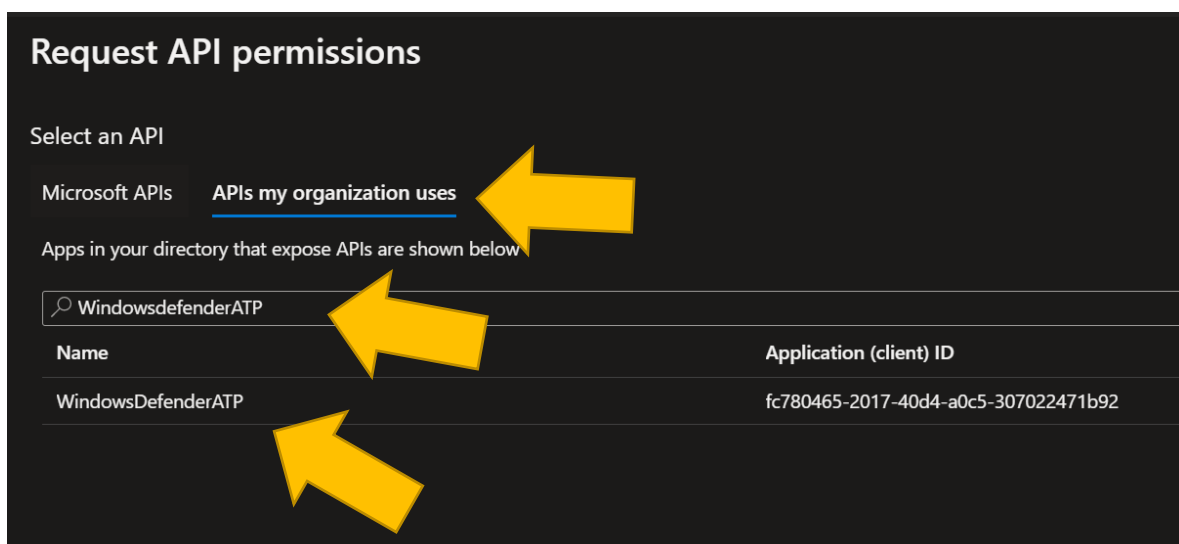 Request API permissions
Select an API
Microsoft APIs APIs my organization uses
Apps in your directory that expose APIs are shown below
WindowsdefenderATP
Name Application (client) ID
WindowsDefenderATP fc780465-2017-40d4-a0c5-307022471b92